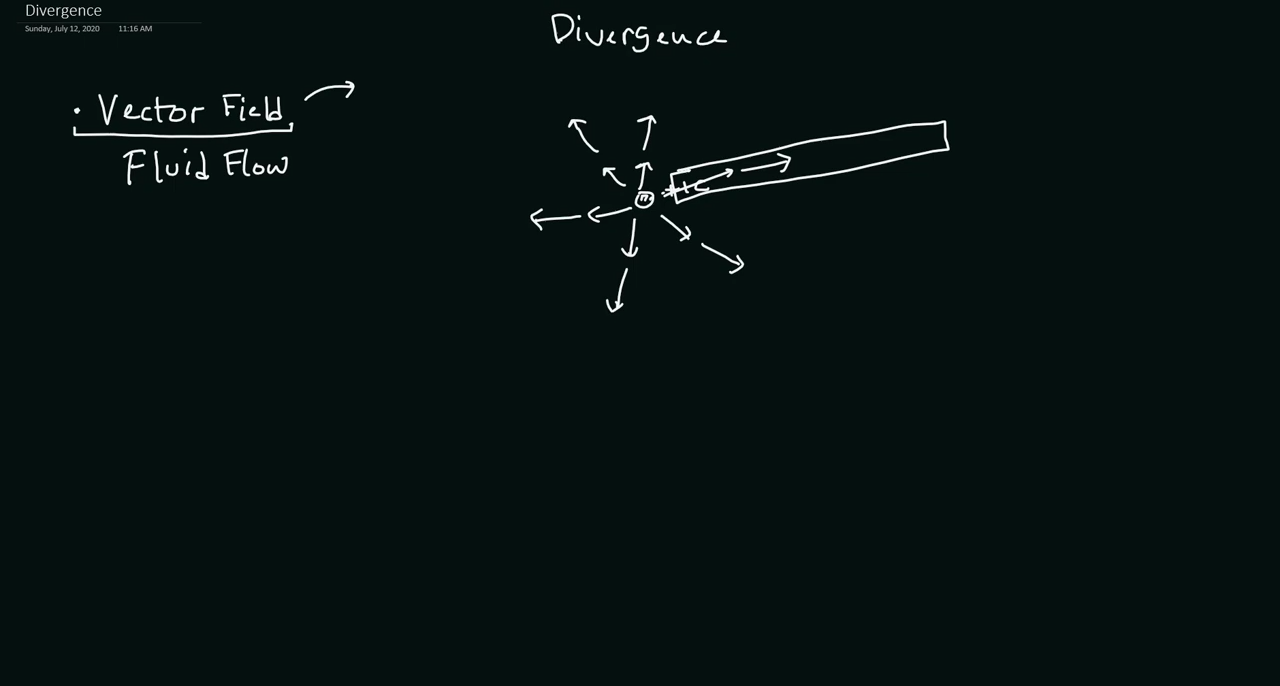 Divergence
Sunday, July 12, 2020 11:16 AM
Divergence
· Vector Field
Fluid Flow